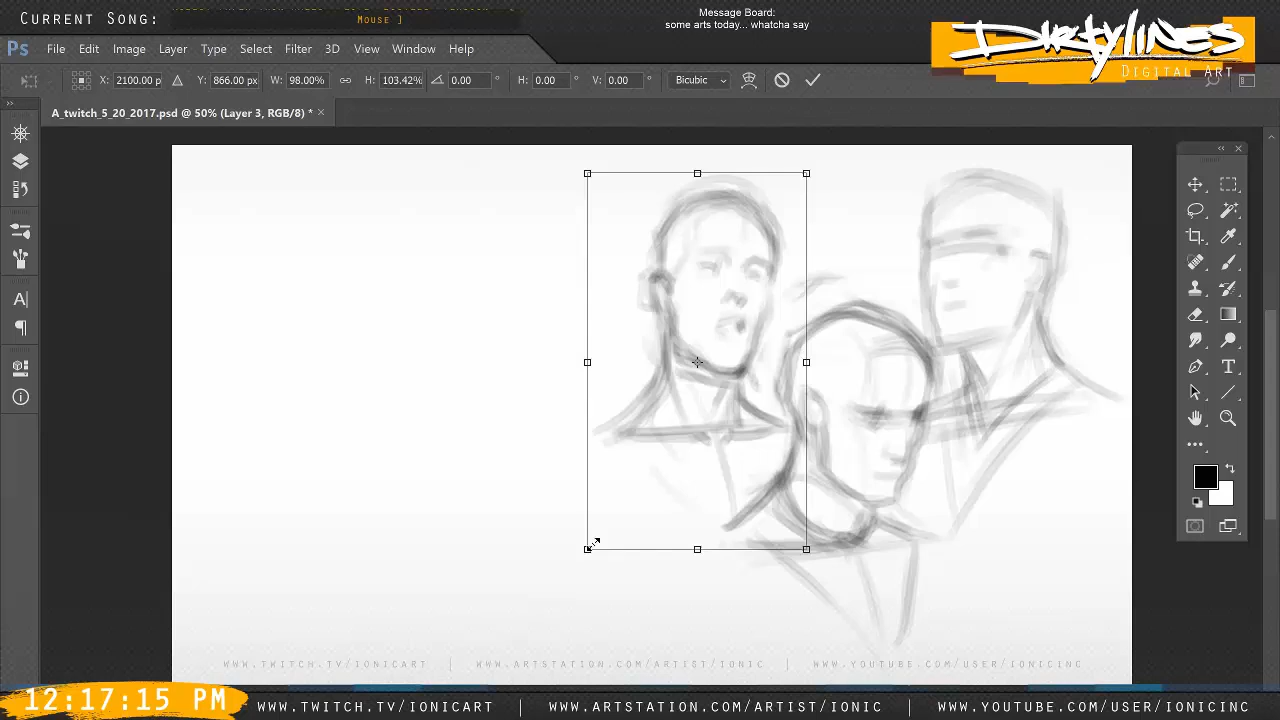 Current Song:
Mouse ]
Message Board:
some arts today... whatcha say
DIRTYLINES
Digital Art
Ps File Edit Image Layer Type Select Filter 3D View Window Help
X: 2100.00 p Y: 866.00 px W: 98.00% H: 103.42% 0.00 ° H: 0.00 ° V: 0.00 ° Bicubic
A_twitch_5_20_2017.psd @ 50% (Layer 3, RGB/8) * ×
www.twitch.tv/ionicart | www.artstation.com/artist/ionic | www.youtube.com/user/ionicinc
12:17:15 PM
www.twitch.tv/ionicart | www.artstation.com/artist/ionic | www.youtube.com/user/ionicinc